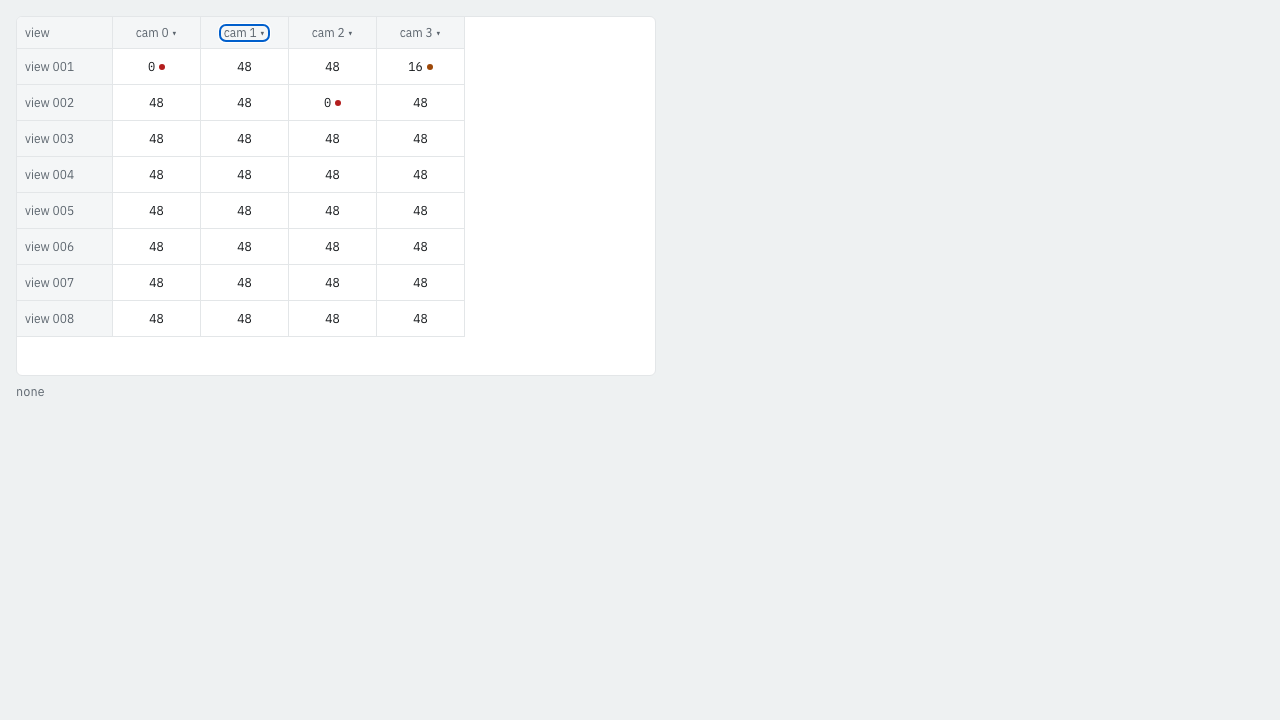 view cam 0 ▾ cam 1 ▾ cam 2 ▾ cam 3 ▾
view 001 0 48 48 16
view 002 48 48 0 48
view 003 48 48 48 48
view 004 48 48 48 48
view 005 48 48 48 48
view 006 48 48 48 48
view 007 48 48 48 48
view 008 48 48 48 48
none